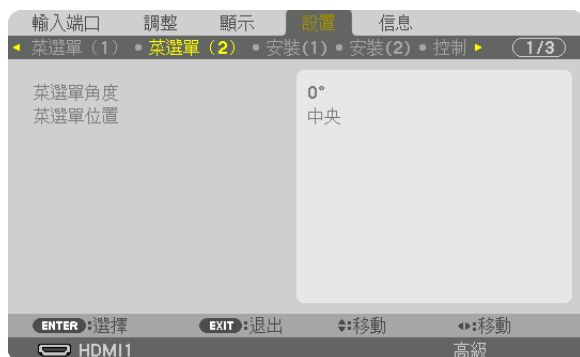 輸入端口 調整 顯示 設置 信息
◂ 菜選單（1） ● 菜選單（2） ● 安裝(1) ● 安裝(2) ● 控制 ▸ 1/3
菜選單角度 0°
菜選單位置 中央
ENTER:選擇 EXIT:退出 :移動 :移動
HDMI1 高級